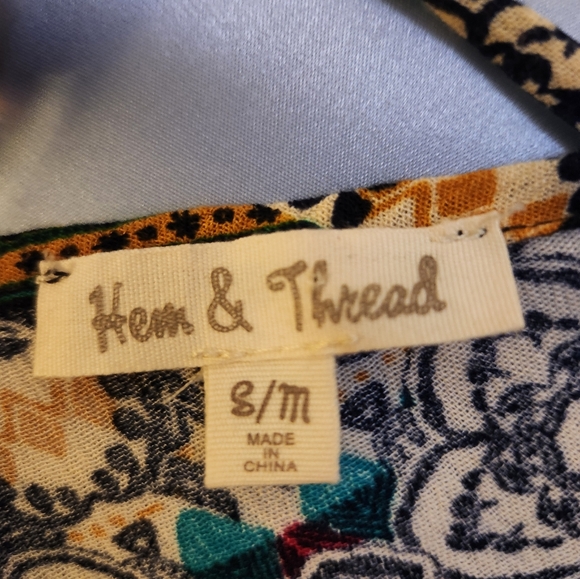 Hem & Thread
S/M
MADE
IN
CHINA